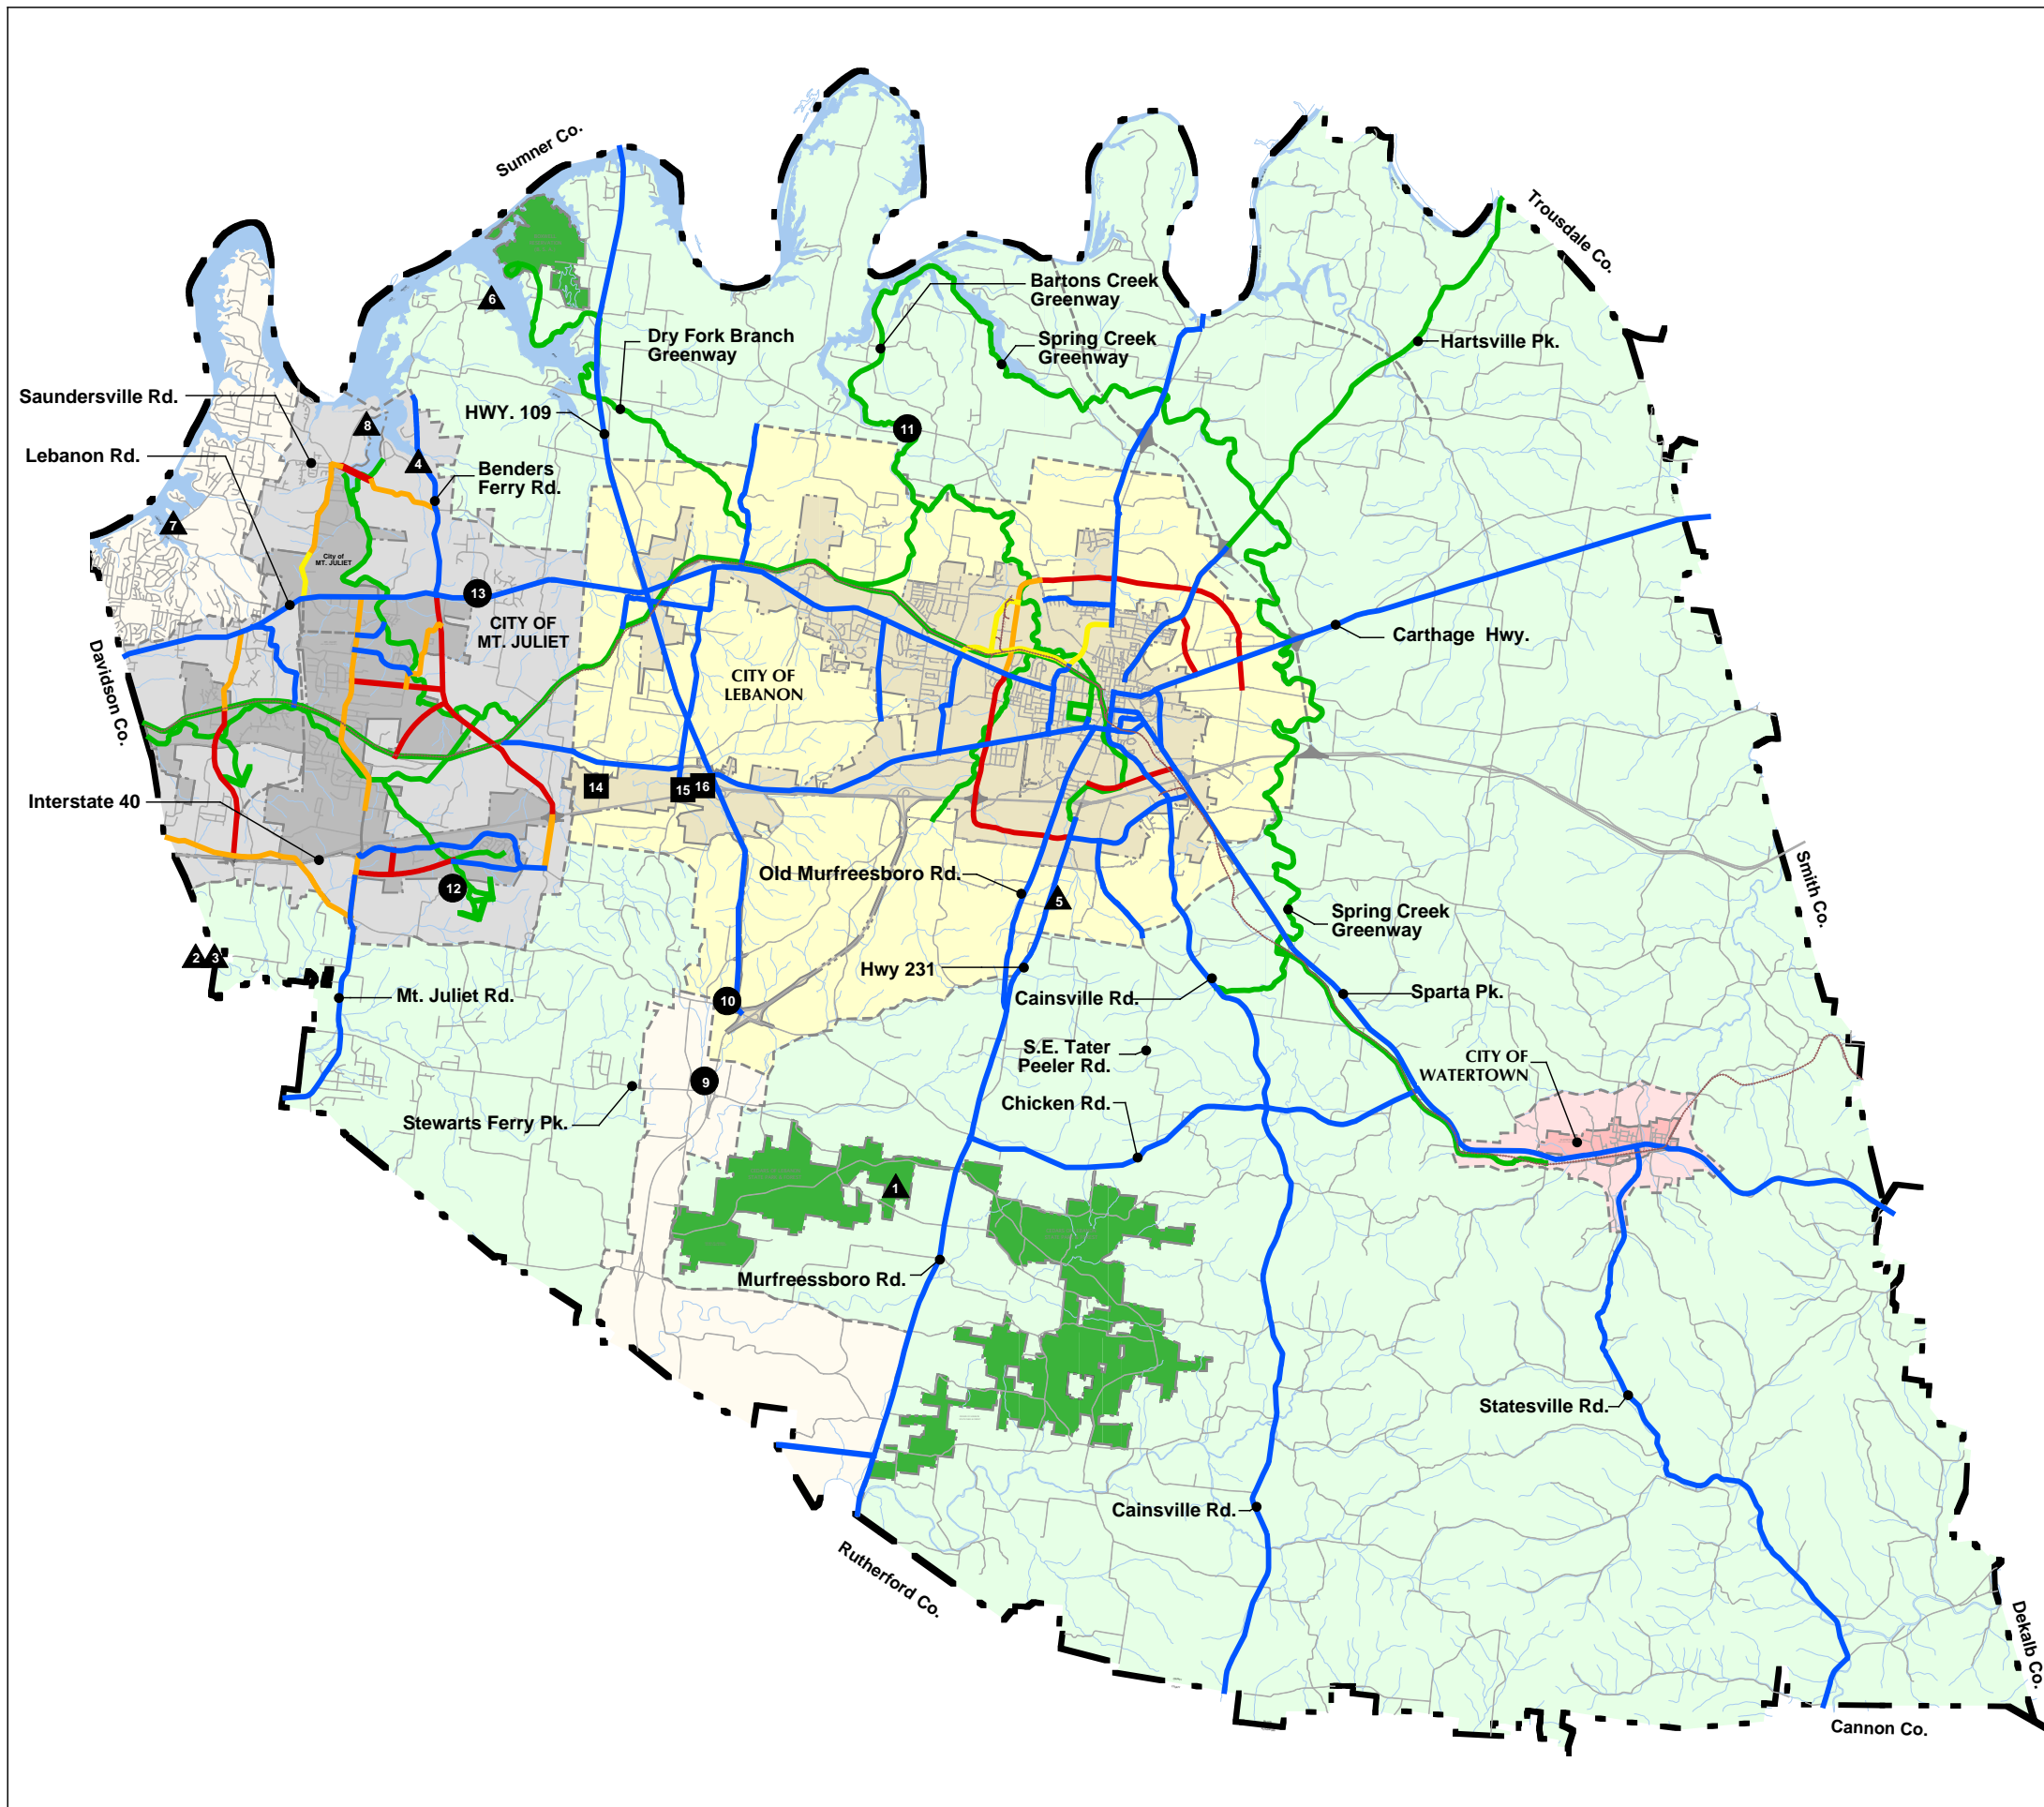 Sumner Co.
Trousdale Co.
Bartons Creek
Greenway
6
Dry Fork Branch
Greenway
Spring Creek
Greenway
Hartsville Pk.
Saundersville Rd.
HWY. 109
8
11
Lebanon Rd.
4
Benders
Ferry Rd.
7
City of
MT. JULIET
13
CITY OF
MT. JULIET
Carthage Hwy.
Davidson Co.
CITY OF
LEBANON
14
15
16
Interstate 40
Old Murfreesboro Rd.
12
5
Smith Co.
Spring Creek
Greenway
2
3
Hwy 231
Mt. Juliet Rd.
10
Cainsville Rd.
Sparta Pk.
S.E. Tater
Peeler Rd.
CITY OF
WATERTOWN
9
Stewarts Ferry Pk.
Chicken Rd.
1
Murfreessboro Rd.
Statesville Rd.
Cainsville Rd.
Rutherford Co.
Dekalb Co.
Cannon Co.